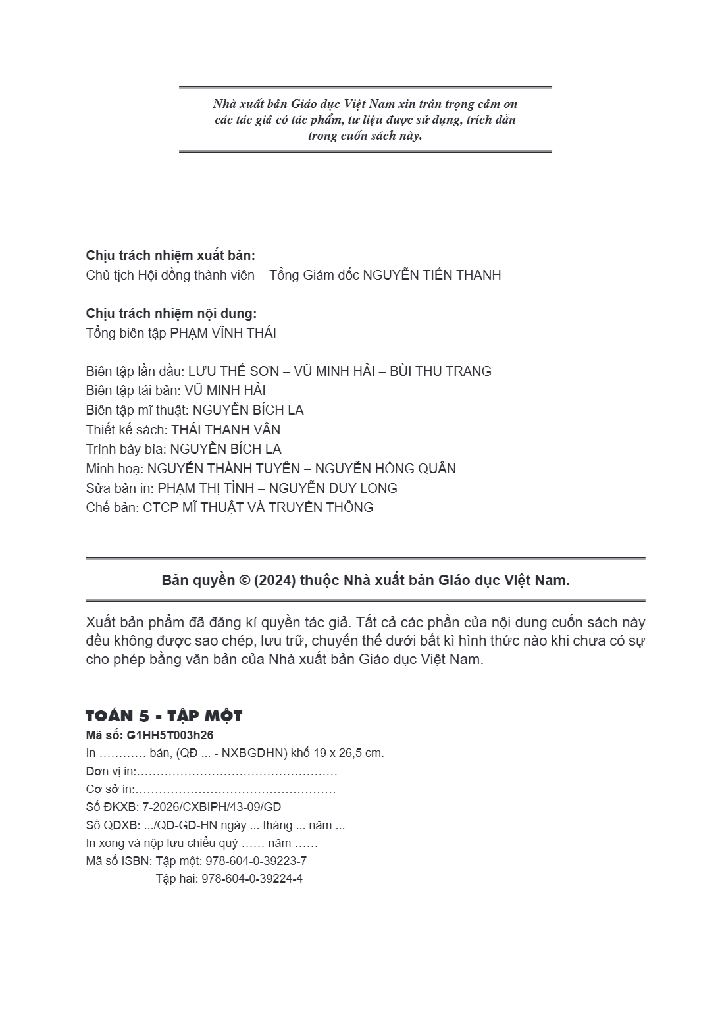 Nhà xuất bản Giáo dục Việt Nam xin trân trọng cảm ơn
các tác giả có tác phẩm, tư liệu được sử dụng, trích dẫn
trong cuốn sách này.
Chịu trách nhiệm xuất bản:
Chủ tịch Hội đồng thành viên Tổng Giám đốc NGUYỄN TIẾN THANH
Chịu trách nhiệm nội dung:
Tổng biên tập PHẠM VĨNH THÁI
Biên tập lần đầu: LƯU THẾ SƠN – VŨ MINH HẢI – BÙI THU TRANG
Biên tập tái bản: VŨ MINH HẢI
Biên tập mĩ thuật: NGUYỄN BÍCH LA
Thiết kế sách: THÁI THANH VÂN
Trình bày bìa: NGUYỄN BÍCH LA
Minh hoạ: NGUYỄN THÀNH TUYỂN – NGUYỄN HỒNG QUÂN
Sửa bản in: PHẠM THỊ TÌNH – NGUYỄN DUY LONG
Chế bản: CTCP MĨ THUẬT VÀ TRUYỀN THÔNG
Bản quyền © (2024) thuộc Nhà xuất bản Giáo dục Việt Nam.
Xuất bản phẩm đã đăng kí quyền tác giả. Tất cả các phần của nội dung cuốn sách này
đều không được sao chép, lưu trữ, chuyển thể dưới bất kì hình thức nào khi chưa có sự
cho phép bằng văn bản của Nhà xuất bản Giáo dục Việt Nam.
TOÁN 5 - TẬP MỘT
Mã số: G1HH5T003h26
In ………… bản, (QĐ ... - NXBGDHN) khổ 19 x 26,5 cm.
Đơn vị in:……………………………………………
Cơ sở in:……………………………………………
Số ĐKXB: 7-2026/CXBIPH/43-09/GD
Số QĐXB: .../QĐ-GD-HN ngày ... tháng ... năm ...
In xong và nộp lưu chiểu quý …… năm ……
Mã số ISBN: Tập một: 978-604-0-39223-7
Tập hai: 978-604-0-39224-4